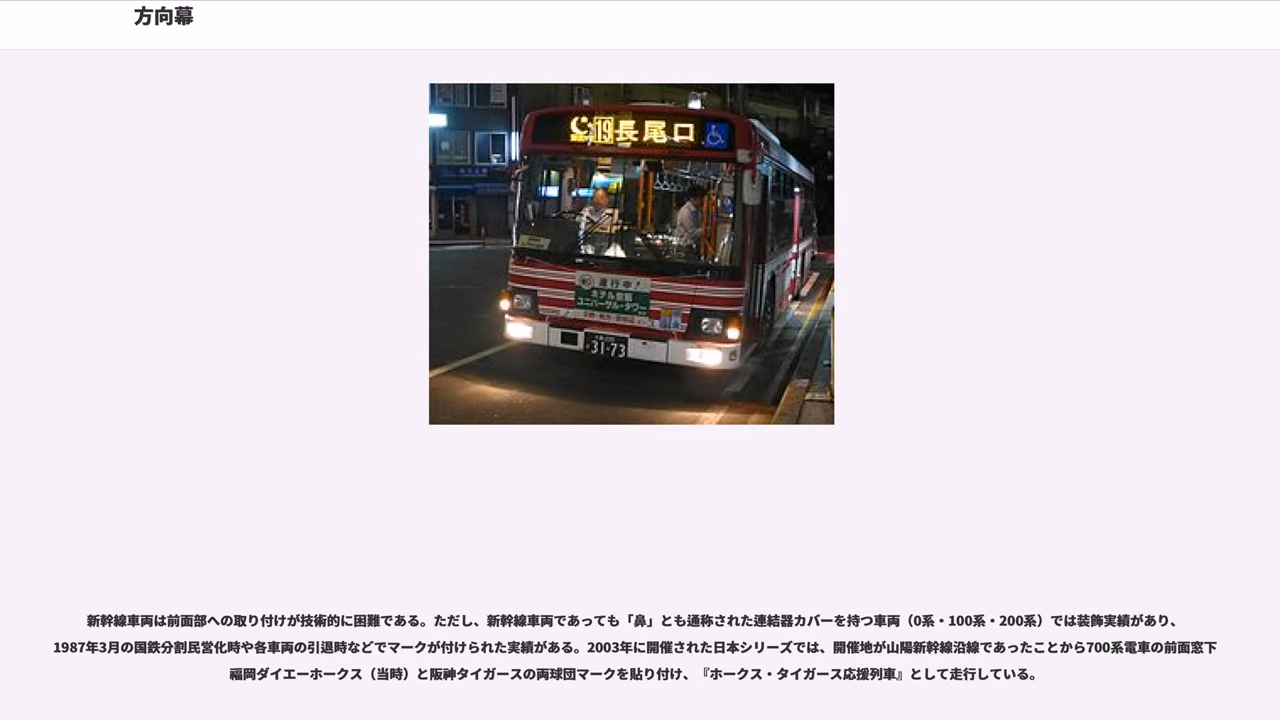 方向幕
19 長尾口
運行中!
ホテル京阪
ユニバーサル・タワー
31-73
新幹線車両は前面部への取り付けが技術的に困難である。ただし、新幹線車両であっても「鼻」とも通称された連結器カバーを持つ車両（0系・100系・200系）では装飾実績があり、
1987年3月の国鉄分割民営化時や各車両の引退時などでマークが付けられた実績がある。2003年に開催された日本シリーズでは、開催地が山陽新幹線沿線であったことから700系電車の前面窓下
福岡ダイエーホークス（当時）と阪神タイガースの両球団マークを貼り付け、『ホークス・タイガース応援列車』として走行している。